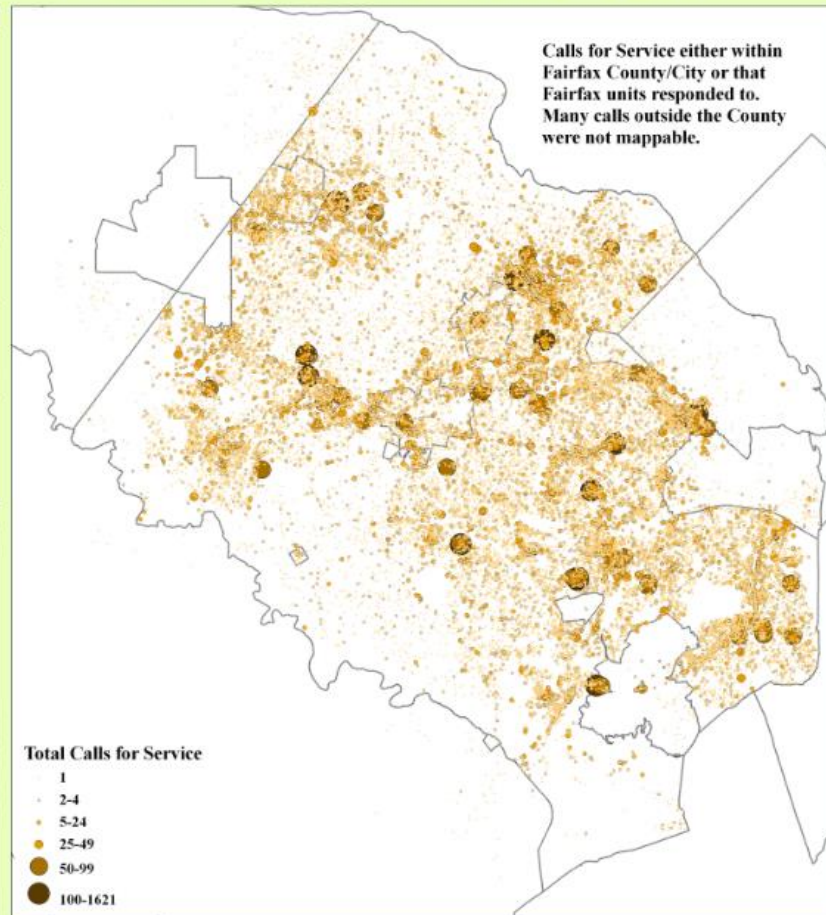 Calls for Service either within
Fairfax County/City or that
Fairfax units responded to.
Many calls outside the County
were not mappable.
Total Calls for Service
1
2-4
5-24
25-49
50-99
100-1621